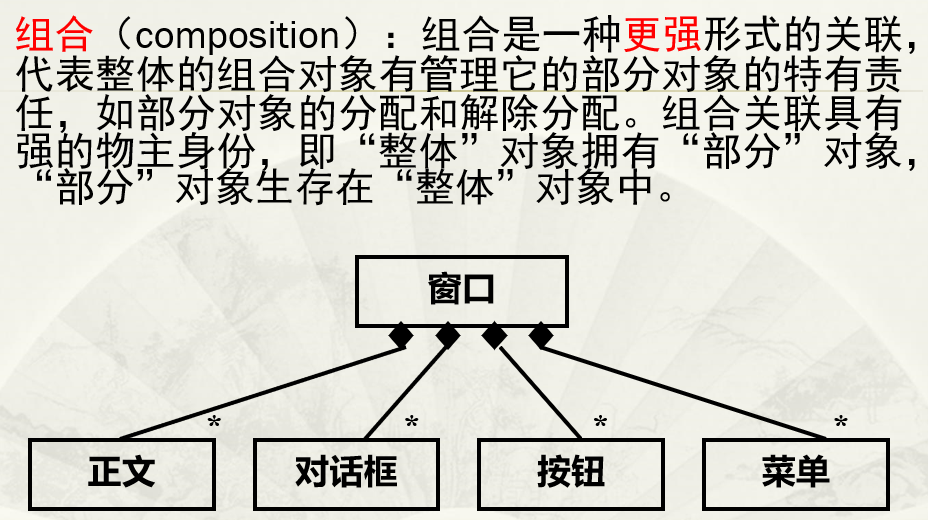 组合（composition）：组合是一种更强形式的关联，
代表整体的组合对象有管理它的部分对象的特有责
任，如部分对象的分配和解除分配。组合关联具有
强的物主身份，即“整体”对象拥有“部分”对象，
“部分”对象生存在“整体”对象中。
窗口
* * * *
正文 对话框 按钮 菜单